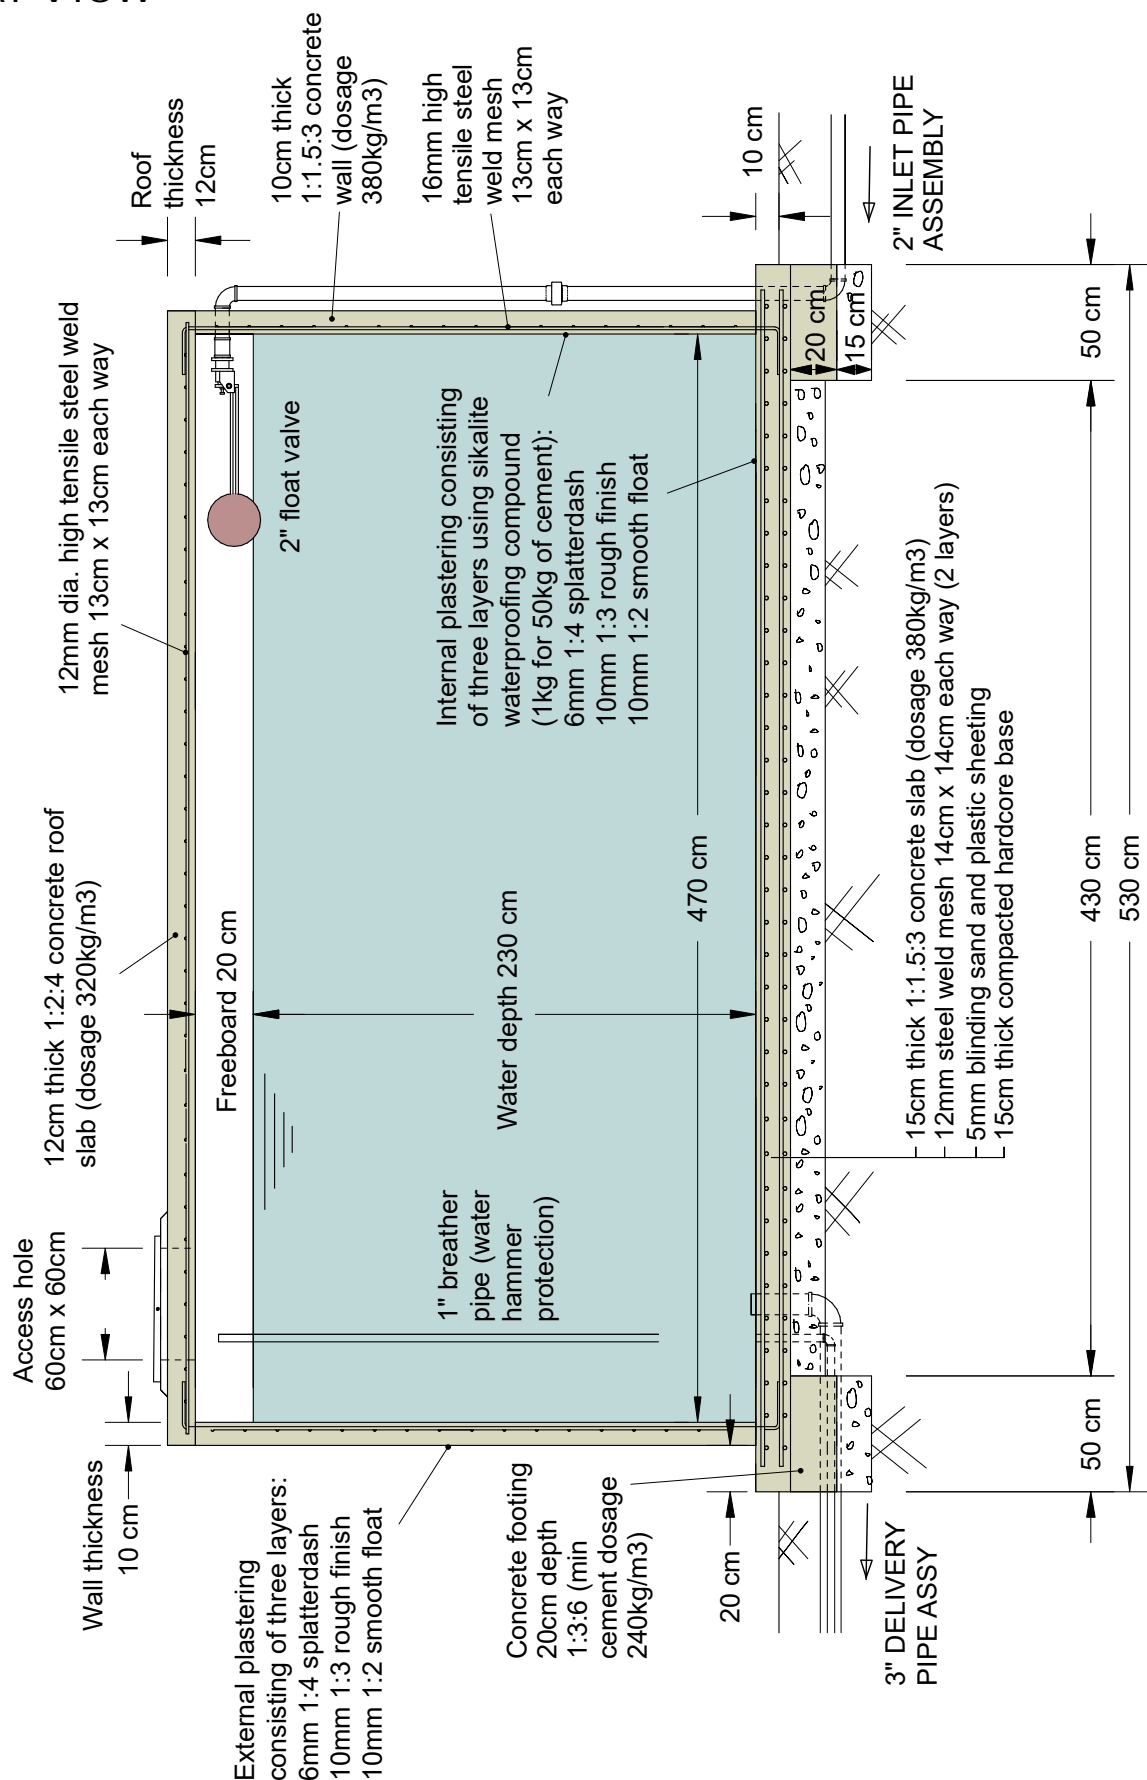 Access hole
60cm x 60cm
12cm thick 1:2:4 concrete roof
slab (dosage 320kg/m3)
12mm dia. high tensile steel weld
mesh 13cm x 13cm each way
Roof
thickness
12cm
Wall thickness
10 cm
10cm thick
1:1.5:3 concrete
wall (dosage
380kg/m3)
Freeboard 20 cm
2" float valve
16mm high
tensile steel
weld mesh
13cm x 13cm
each way
External plastering
consisting of three layers:
6mm 1:4 splatterdash
10mm 1:3 rough finish
10mm 1:2 smooth float
1" breather
pipe (water
hammer
protection)
Water depth 230 cm
Internal plastering consisting
of three layers using sikalite
waterproofing compound
(1kg for 50kg of cement):
6mm 1:4 splatterdash
10mm 1:3 rough finish
10mm 1:2 smooth float
Concrete footing
20cm depth
1:3:6 (min
cement dosage
240kg/m3)
470 cm
20 cm
10 cm
20 cm
15 cm
3" DELIVERY
PIPE ASSY
2" INLET PIPE
ASSEMBLY
15cm thick 1:1.5:3 concrete slab (dosage 380kg/m3)
12mm steel weld mesh 14cm x 14cm each way (2 layers)
5mm blinding sand and plastic sheeting
15cm thick compacted hardcore base
50 cm
430 cm
50 cm
530 cm